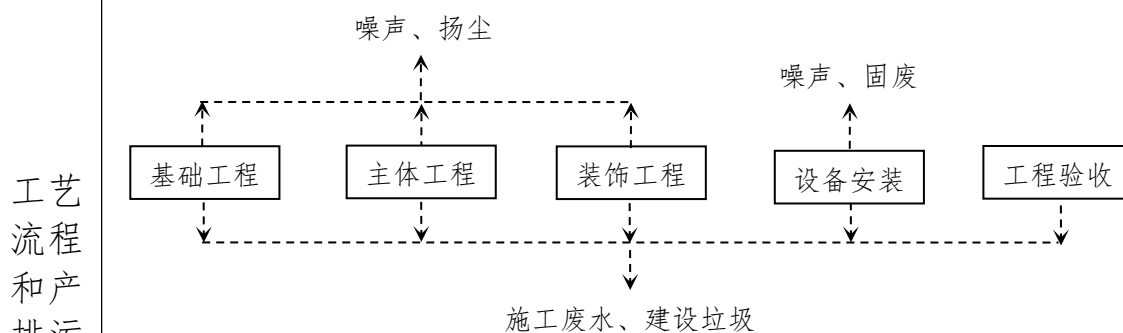 噪声、扬尘
噪声、固废
基础工程
主体工程
装饰工程
设备安装
工程验收
工艺
流程
和产
施工废水、建设垃圾